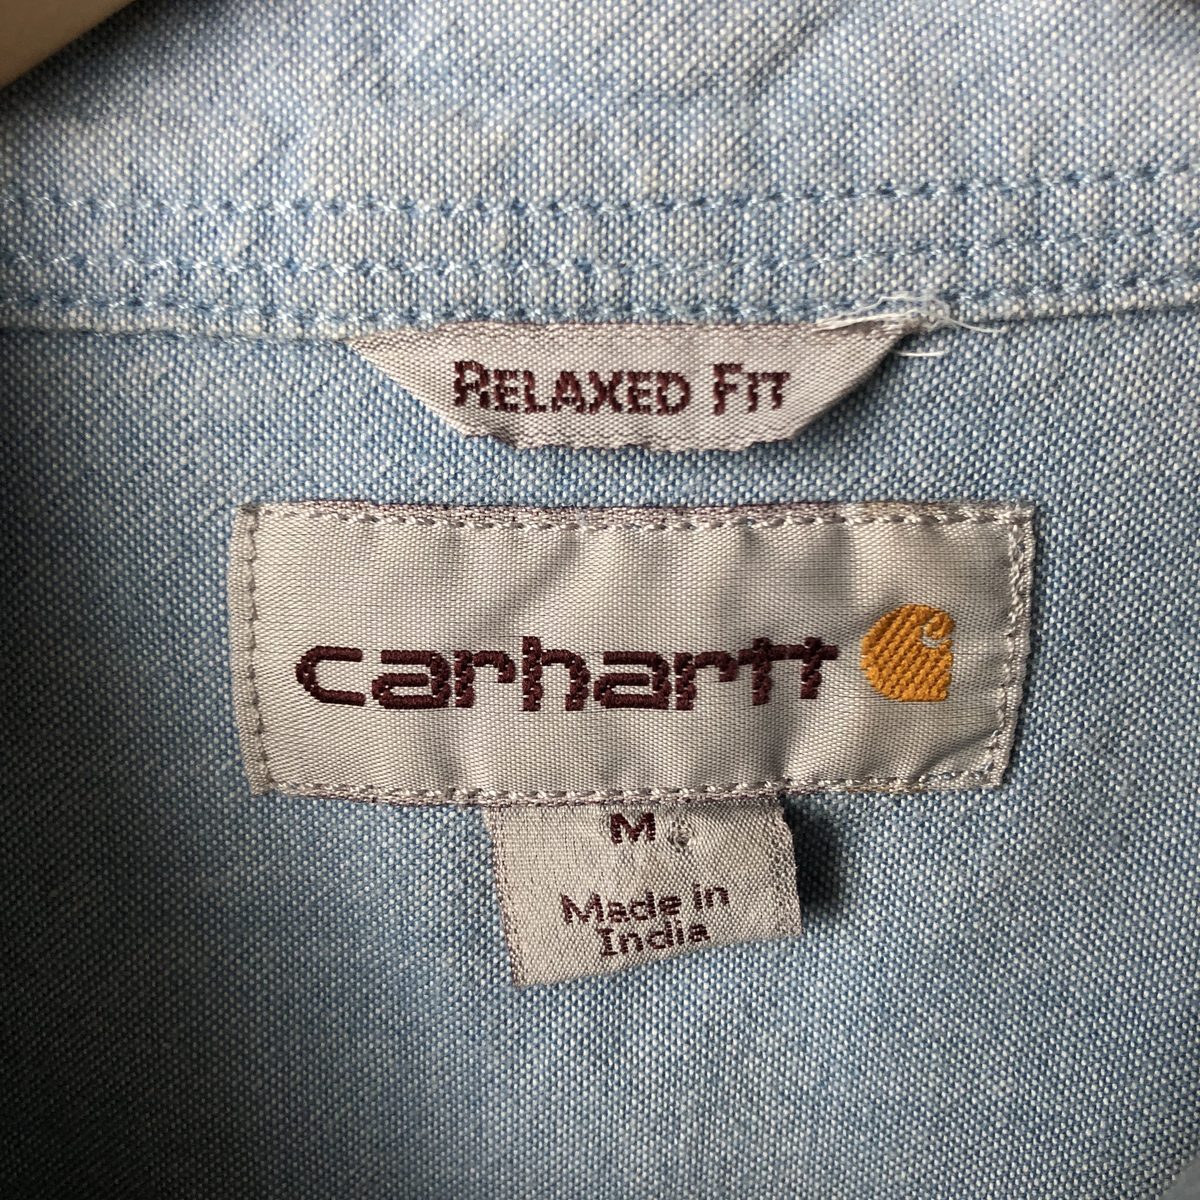 RELAXED FIT
carhartt
M
Made in
India